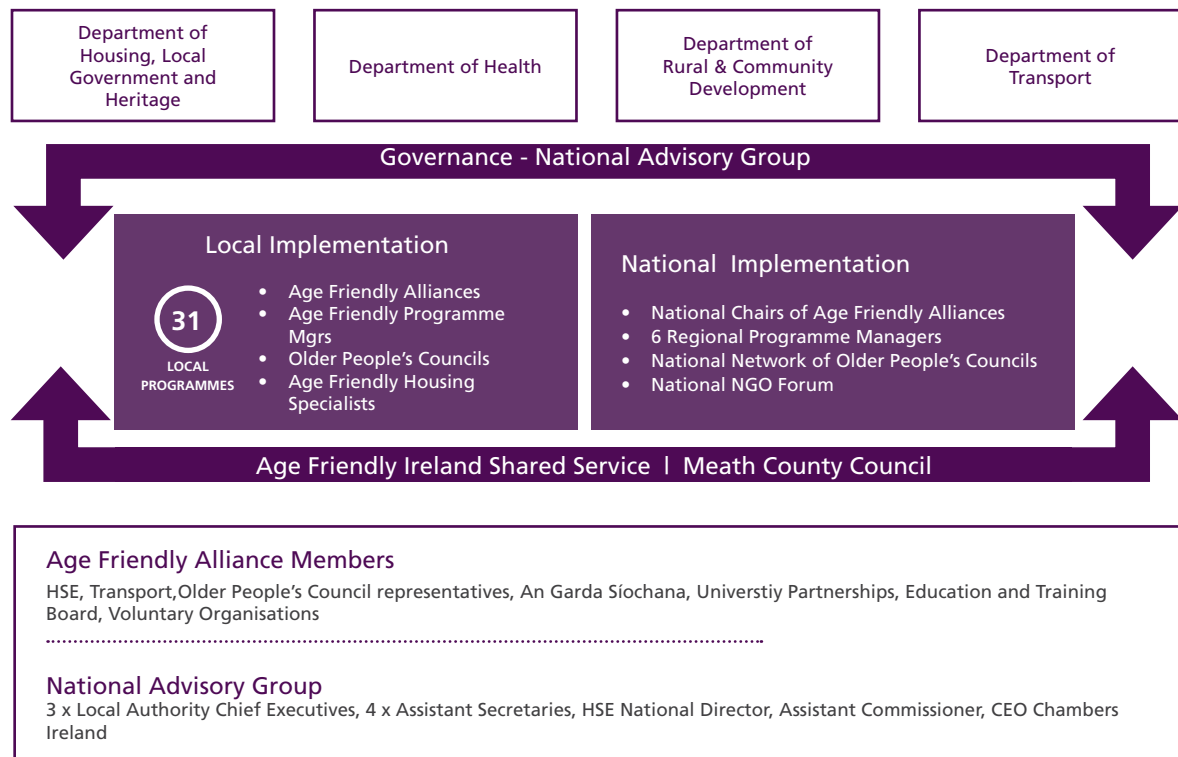 Department of
Housing, Local
Government and
Heritage
Department of Health
Department of
Rural & Community
Development
Department of
Transport
Governance - National Advisory Group
Local Implementation
31
LOCAL
PROGRAMMES
• Age Friendly Alliances
• Age Friendly Programme
Mgrs
• Older People’s Councils
• Age Friendly Housing
Specialists
National Implementation
• National Chairs of Age Friendly Alliances
• 6 Regional Programme Managers
• National Network of Older People’s Councils
• National NGO Forum
Age Friendly Ireland Shared Service | Meath County Council
Age Friendly Alliance Members
HSE, Transport,Older People’s Council representatives, An Garda Síochana, Universtiy Partnerships, Education and Training
Board, Voluntary Organisations
National Advisory Group
3 x Local Authority Chief Executives, 4 x Assistant Secretaries, HSE National Director, Assistant Commissioner, CEO Chambers
Ireland